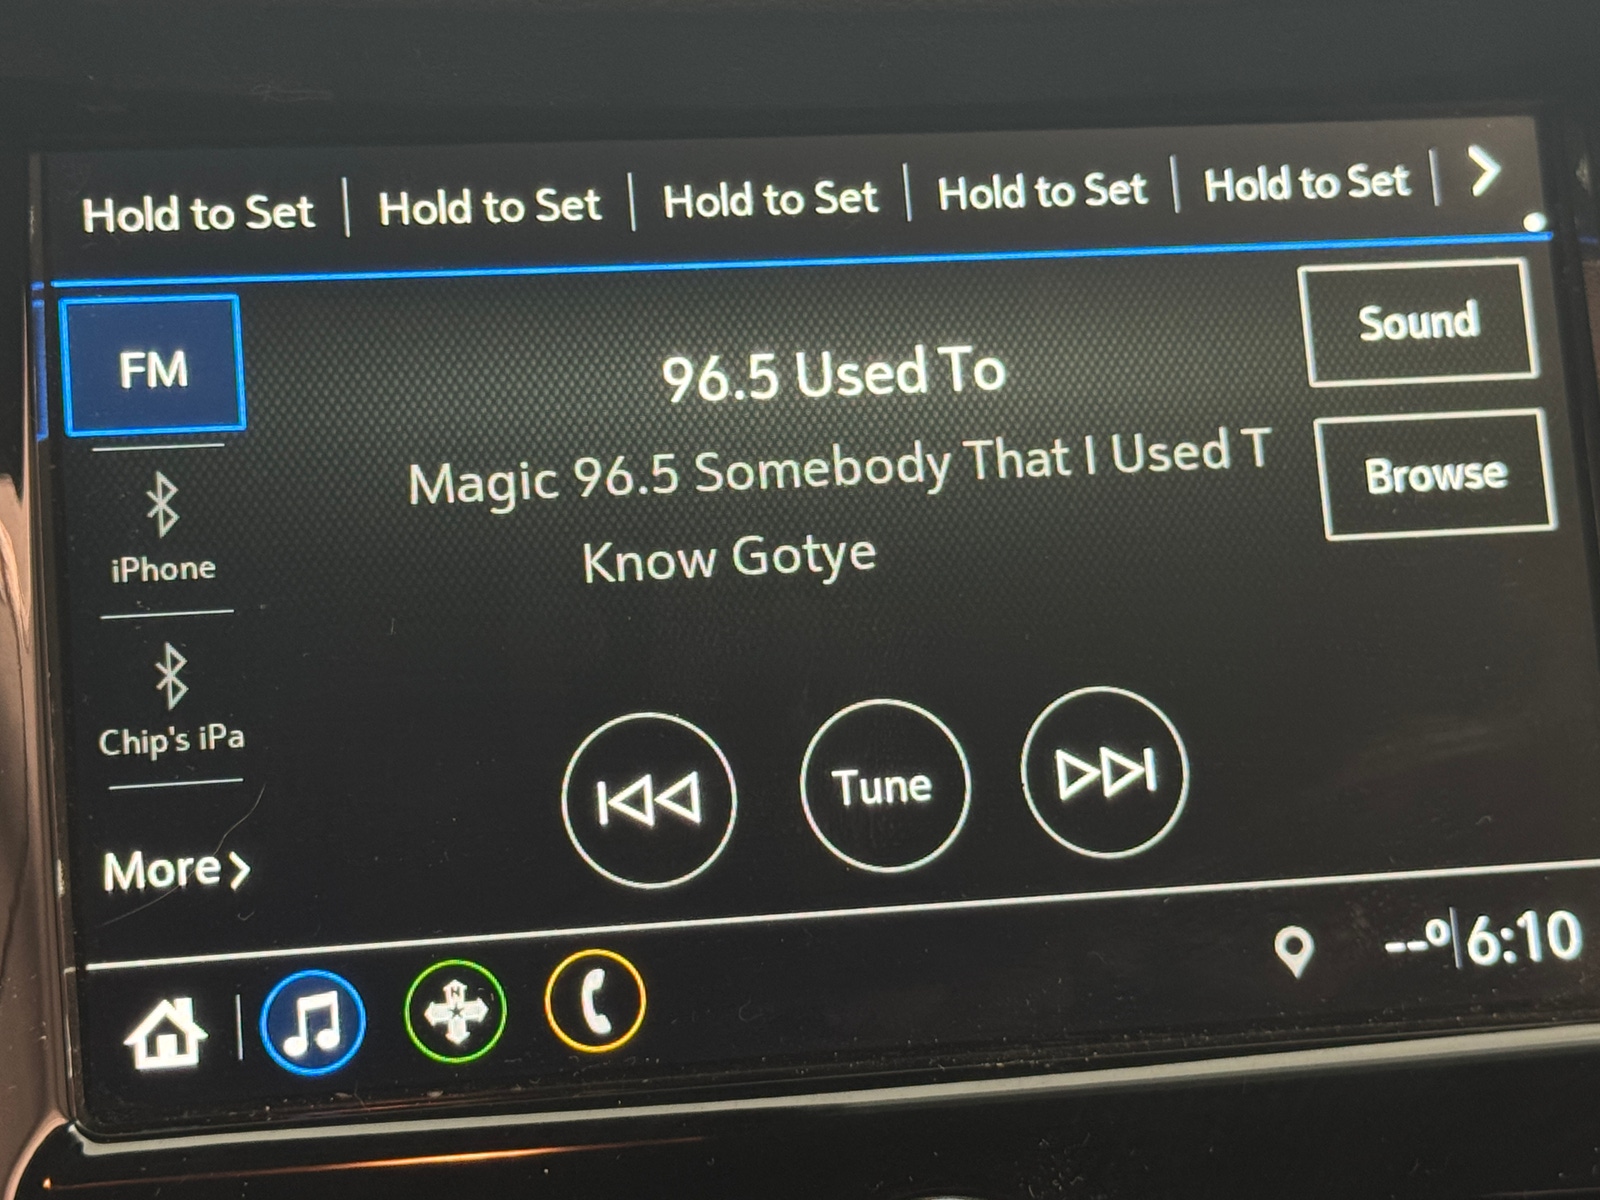 Hold to Set Hold to Set Hold to Set Hold to Set Hold to Set
FM
Sound
96.5 Used To
Magic 96.5 Somebody That I Used T
Browse
Know Gotye
iPhone
Chip's iPa
Tune
More
--°
6:10
N